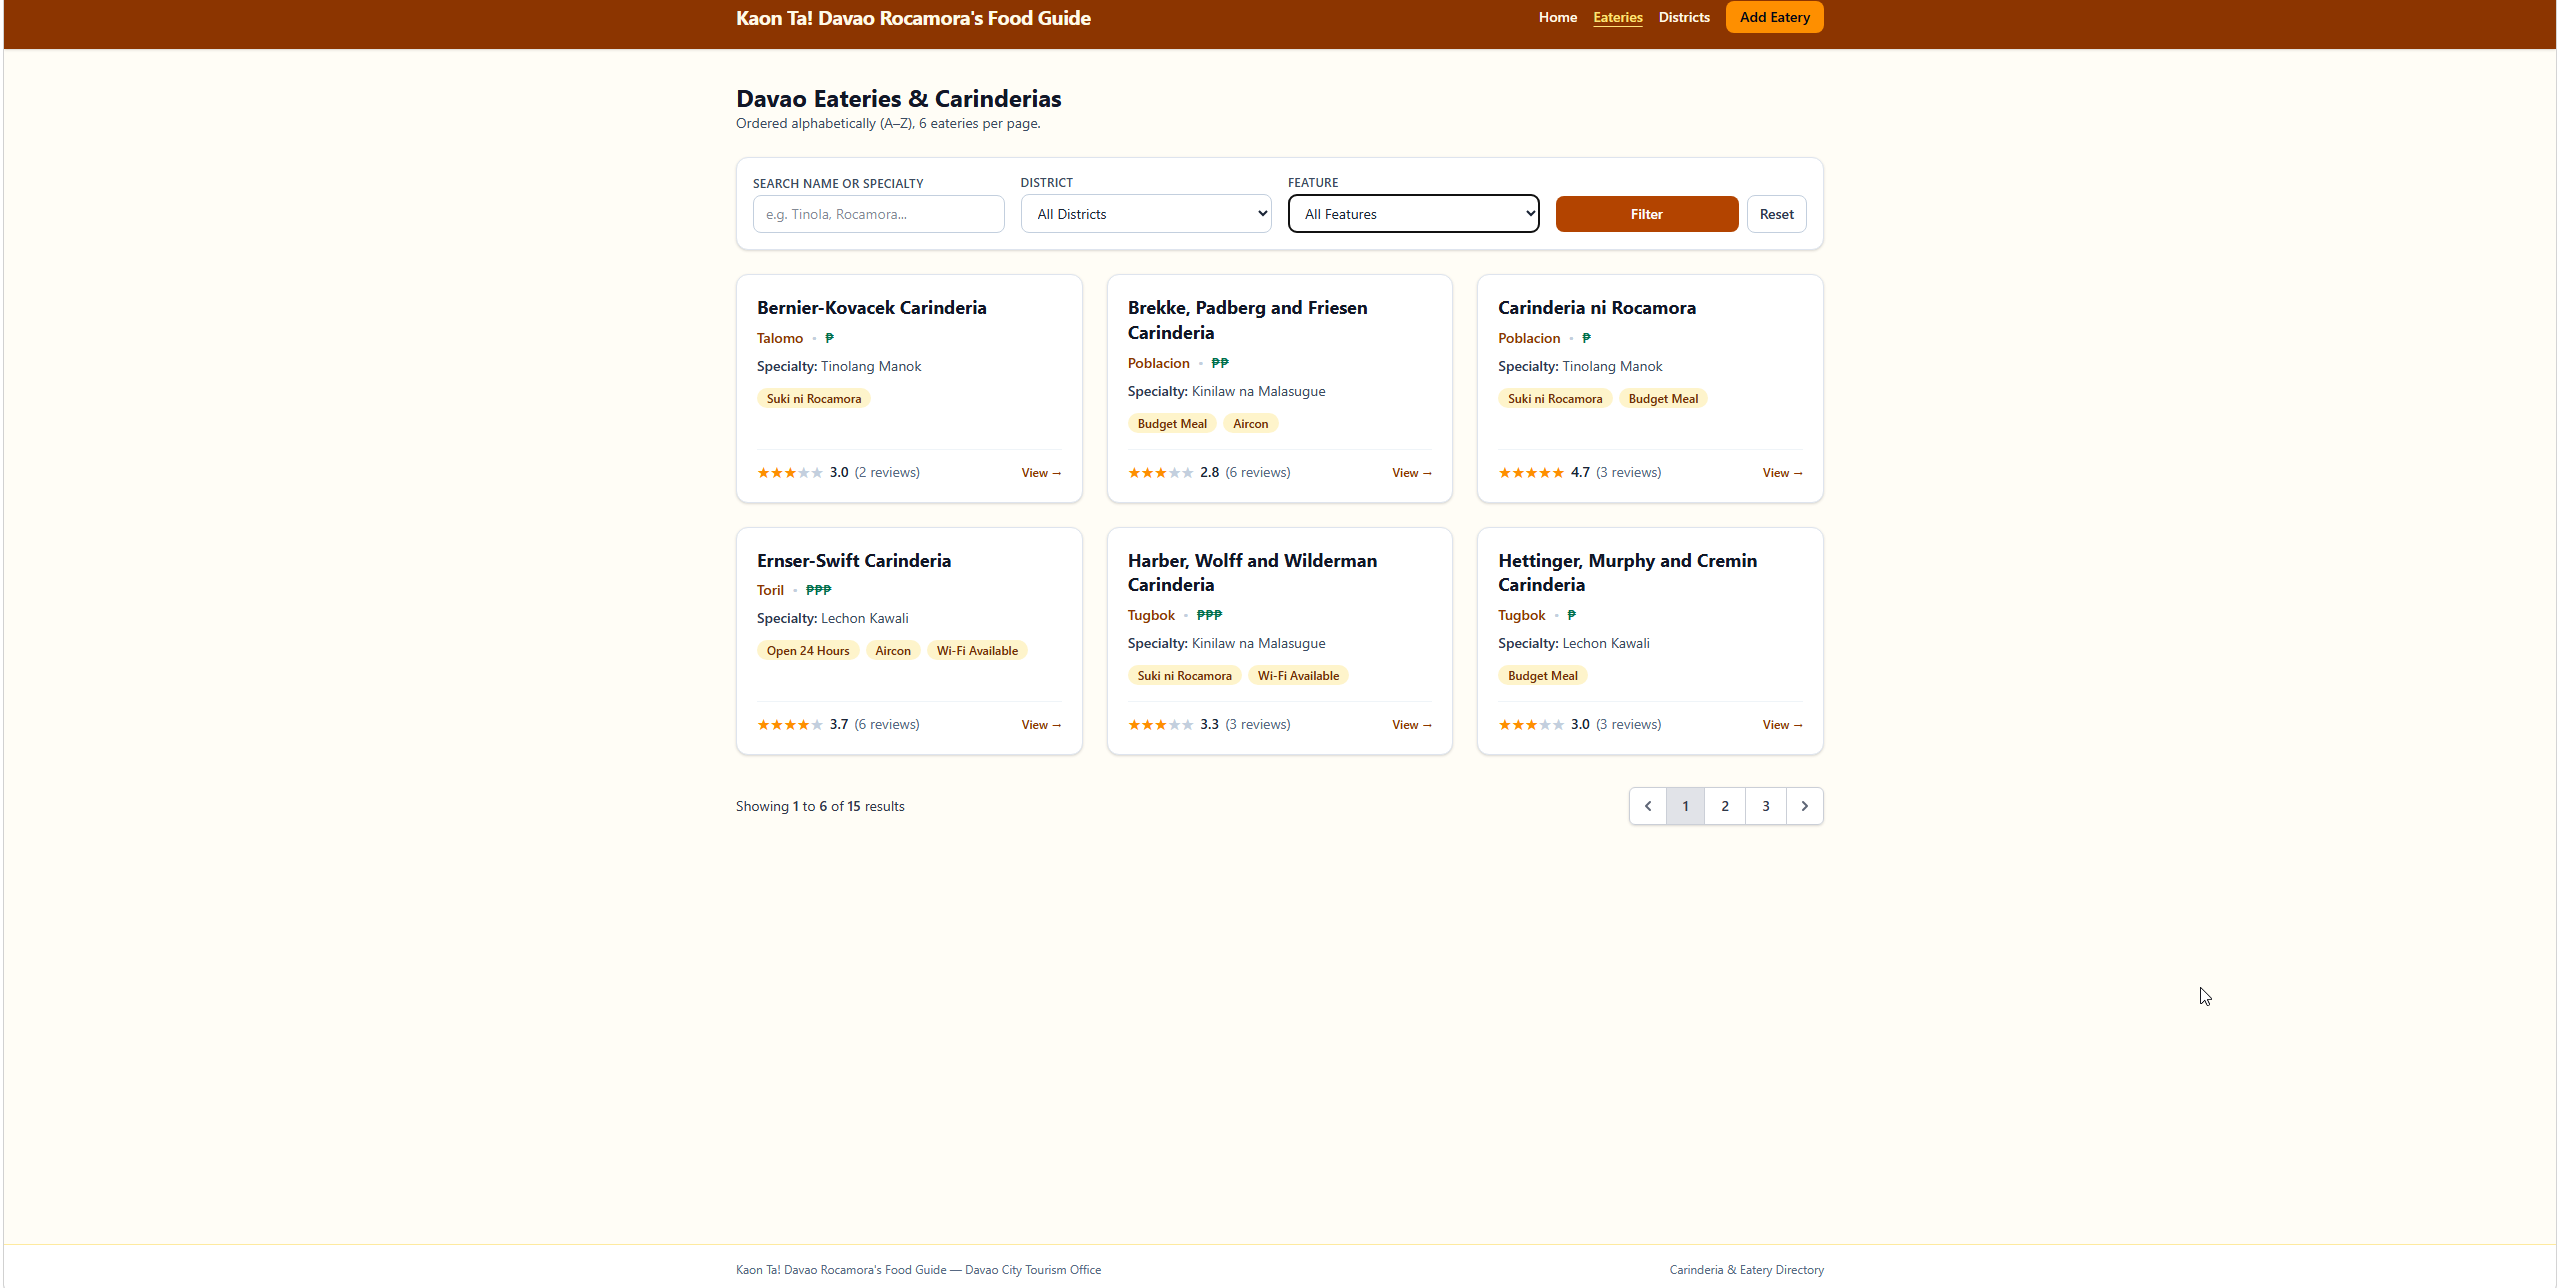 Kaon Ta! Davao Rocamora's Food Guide
Home Eateries Districts Add Eatery
Davao Eateries & Carinderias
Ordered alphabetically (A–Z), 6 eateries per page.
SEARCH NAME OR SPECIALTY
e.g. Tinola, Rocamora...
DISTRICT
All Districts
FEATURE
All Features
Filter
Reset
Bernier-Kovacek Carinderia
Talomo • ₱
Specialty: Tinolang Manok
Suki ni Rocamora
★★★★★ 3.0 (2 reviews) View →
Brekke, Padberg and Friesen
Carinderia
Poblacion • ₱₱
Specialty: Kinilaw na Malasugue
Budget Meal Aircon
★★★★★ 2.8 (6 reviews) View →
Carinderia ni Rocamora
Poblacion • ₱
Specialty: Tinolang Manok
Suki ni Rocamora Budget Meal
★★★★★ 4.7 (3 reviews) View →
Ernser-Swift Carinderia
Toril • ₱₱₱
Specialty: Lechon Kawali
Open 24 Hours Aircon Wi-Fi Available
★★★★★ 3.7 (6 reviews) View →
Harber, Wolff and Wilderman
Carinderia
Tugbok • ₱₱₱
Specialty: Kinilaw na Malasugue
Suki ni Rocamora Wi-Fi Available
★★★★★ 3.3 (3 reviews) View →
Hettinger, Murphy and Cremin
Carinderia
Tugbok • ₱
Specialty: Lechon Kawali
Budget Meal
★★★★★ 3.0 (3 reviews) View →
Showing 1 to 6 of 15 results
1 2 3
Kaon Ta! Davao Rocamora's Food Guide — Davao City Tourism Office
Carinderia & Eatery Directory